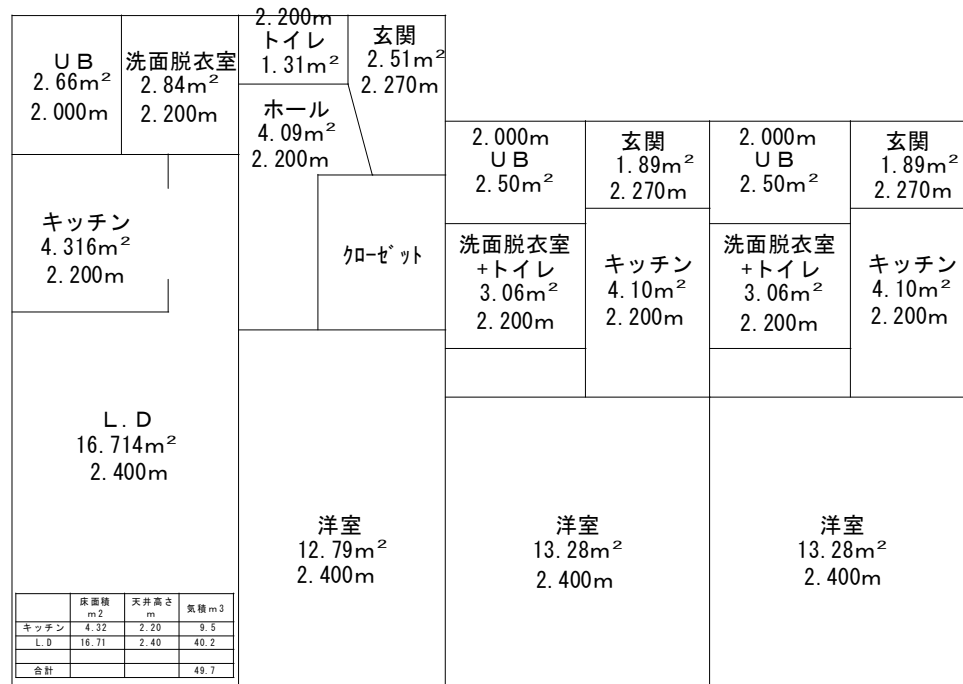 ＵＢ
2.66m²
2.000m
洗面脱衣室
2.84m²
2.200m
2.200m
トイレ
1.31m²
玄関
2.51m²
2.270m
ホール
4.09m²
2.200m
キッチン
4.316m²
2.200m
クローゼット
Ｌ.Ｄ
16.714m²
2.400m
洋室
12.79m²
2.400m
2.000m
ＵＢ
2.50m²
玄関
1.89m²
2.270m
洗面脱衣室
+トイレ
3.06m²
2.200m
キッチン
4.10m²
2.200m
洋室
13.28m²
2.400m
2.000m
ＵＢ
2.50m²
玄関
1.89m²
2.270m
洗面脱衣室
+トイレ
3.06m²
2.200m
キッチン
4.10m²
2.200m
洋室
13.28m²
2.400m
床面積 天井高さ 気積m3
m2 m
キッチン 4.32 2.20 9.5
L.D 16.71 2.40 40.2
合計 49.7